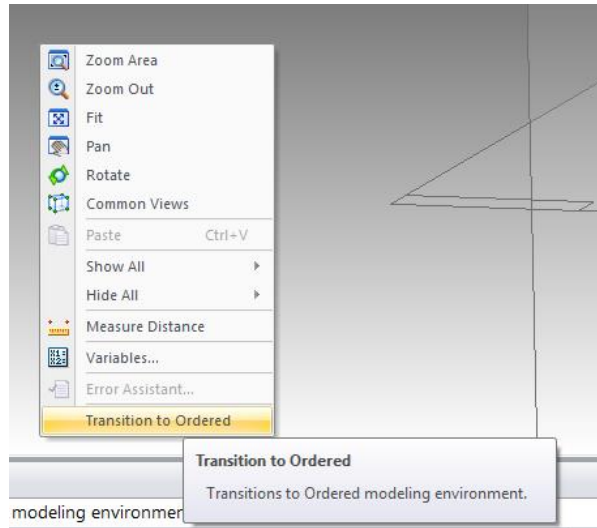 Zoom Area
Zoom Out
Fit
Pan
Rotate
Common Views
Paste Ctrl+V
Show All
Hide All
Measure Distance
Variables...
Error Assistant...
Transition to Ordered
Transition to Ordered
Transitions to Ordered modeling environment.
modeling environmen